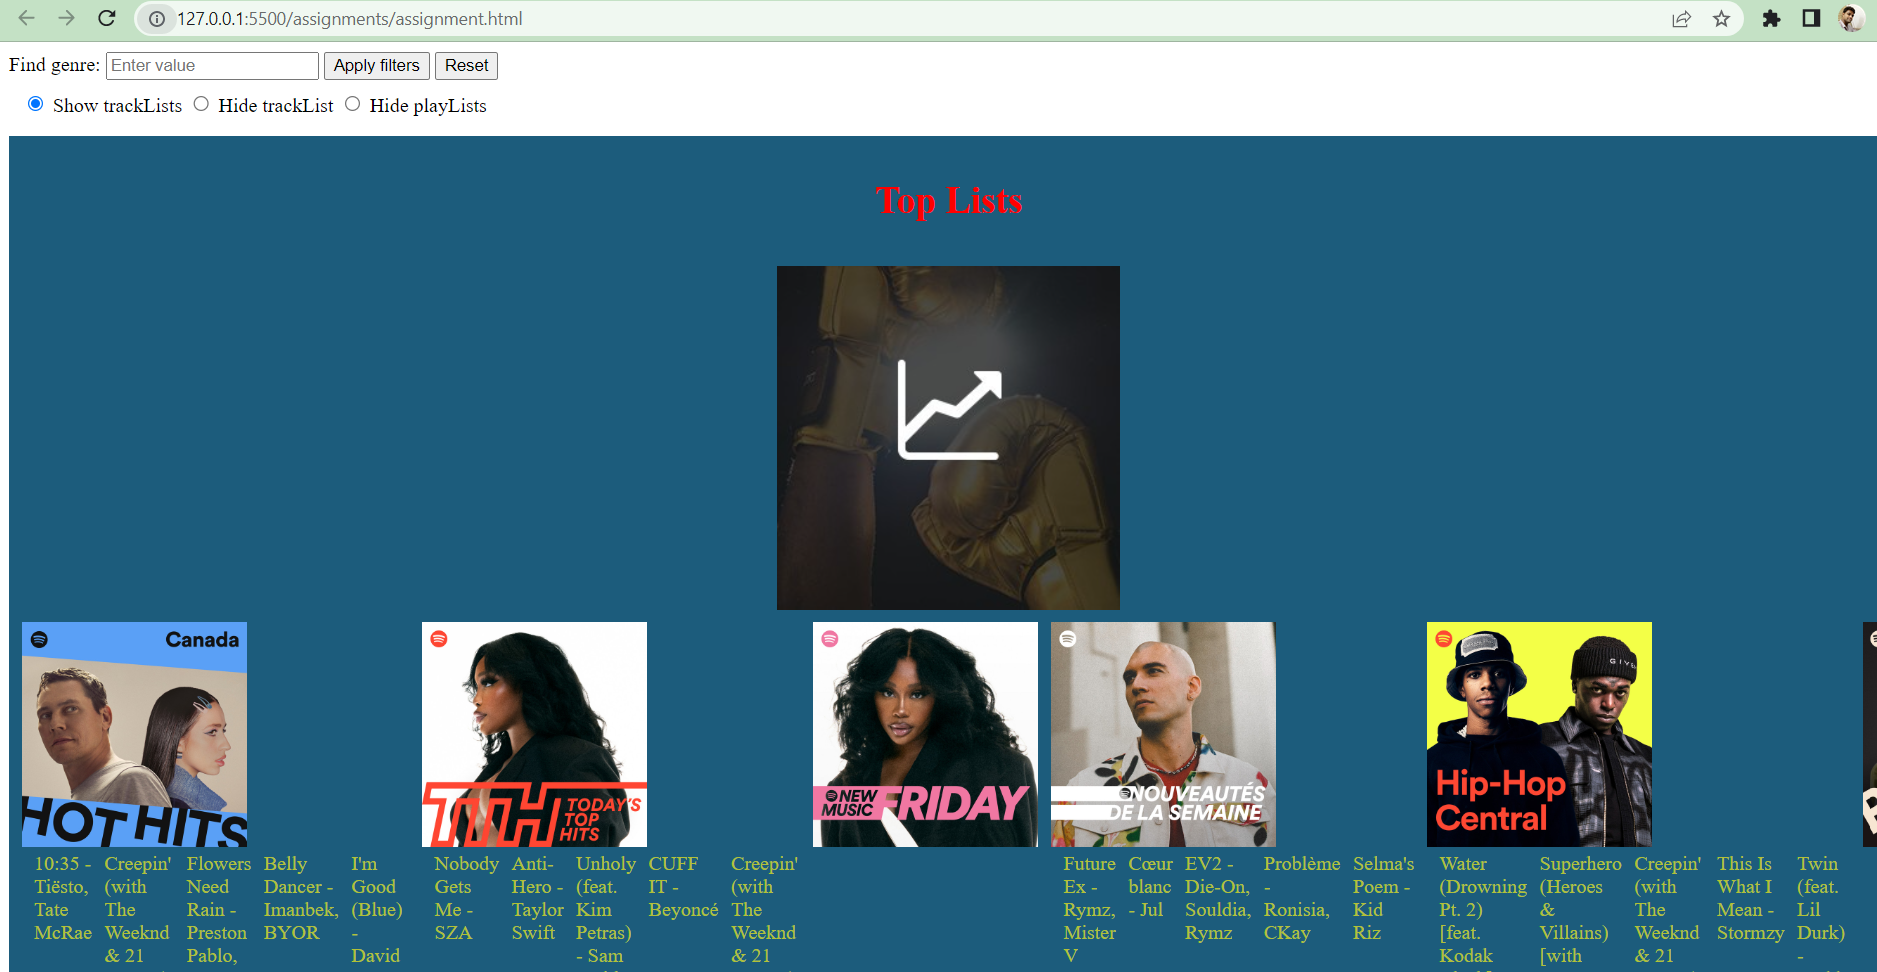 127.0.0.1:5500/assignments/assignment.html
Find genre: Enter value Apply filters Reset
Show trackLists Hide trackList Hide playLists
Top Lists
Canada
HOT HITS
TTH TODAY'S
TOP
HITS
NEW
MUSIC FRIDAY
NOUVEAUTÉS
DE LA SEMAINE
Hip-Hop
Central
10:35 -
Tiësto,
Tate
McRae
Creepin'
(with
The
Weeknd
& 21
Flowers
Need
Rain -
Preston
Pablo,
Belly
Dancer -
Imanbek,
BYOR
I'm
Good
(Blue)
-
David
Nobody
Gets
Me -
SZA
Anti-
Hero -
Taylor
Swift
Unholy
(feat.
Kim
Petras)
- Sam
CUFF
IT -
Beyoncé
Creepin'
(with
The
Weeknd
& 21
Future
Ex -
Rymz,
Mister
V
Cœur
blanc
- Jul
EV2 -
Die-On,
Souldia,
Rymz
Problème
-
Ronisia,
CKay
Selma's
Poem -
Kid
Riz
Water
(Drowning
Pt. 2)
[feat.
Kodak
Superhero
(Heroes
&
Villains)
[with
Creepin'
(with
The
Weeknd
& 21
This Is
What I
Mean -
Stormzy
Twin
(feat.
Lil
Durk)
-